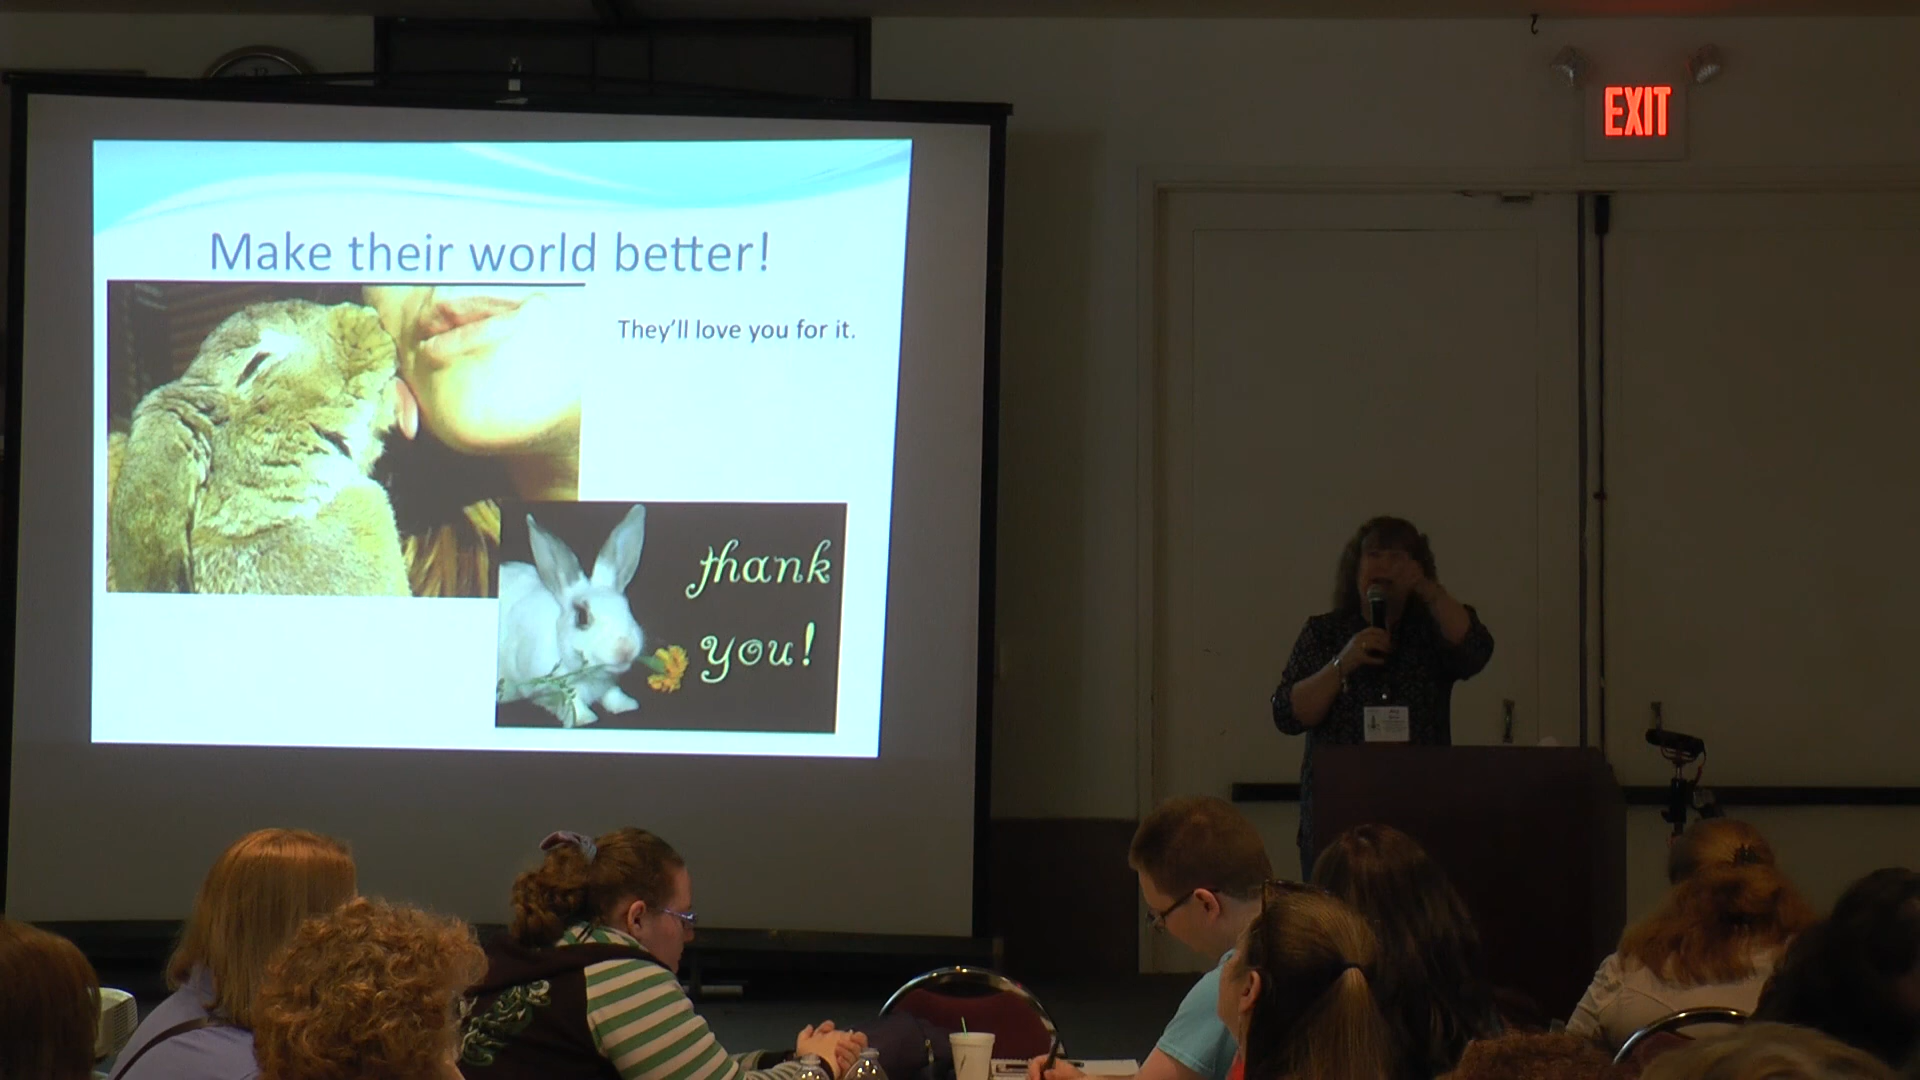 Make their world better!
They'll love you for it.
thank
you!
EXIT